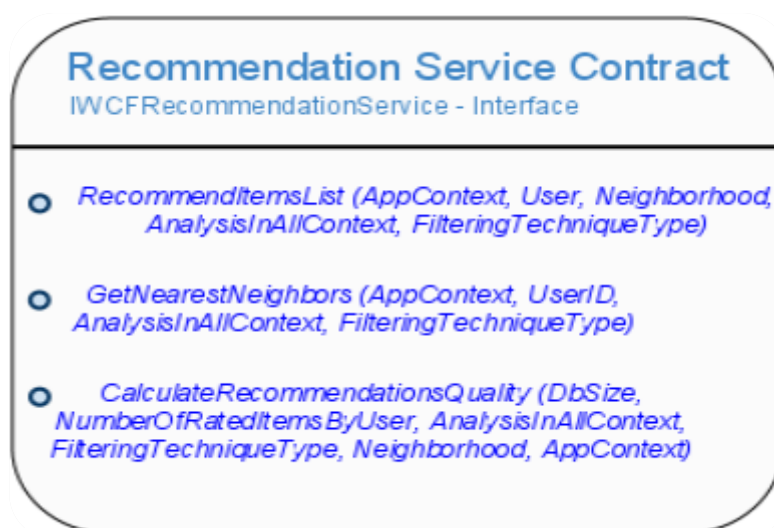 Recommendation Service Contract
IWCFRecommendationService - Interface
RecommendItemsList (AppContext, User, Neighborhood,
AnalysisInAllContext, FilteringTechniqueType)
GetNearestNeighbors (AppContext, UserID,
AnalysisInAllContext, FilteringTechniqueType)
CalculateRecommendationsQuality (DbSize,
NumberOfRatedItemsByUser, AnalysisInAllContext,
FilteringTechniqueType, Neighborhood, AppContext)